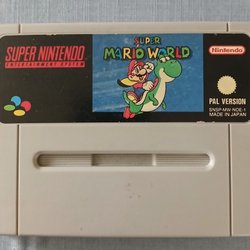 SUPER NINTENDO
ENTERTAINMENT SYSTEM
SUPER
MARIO WORLD
Nintendo
PAL VERSION
SNSP-MW-NOE-1
MADE IN JAPAN